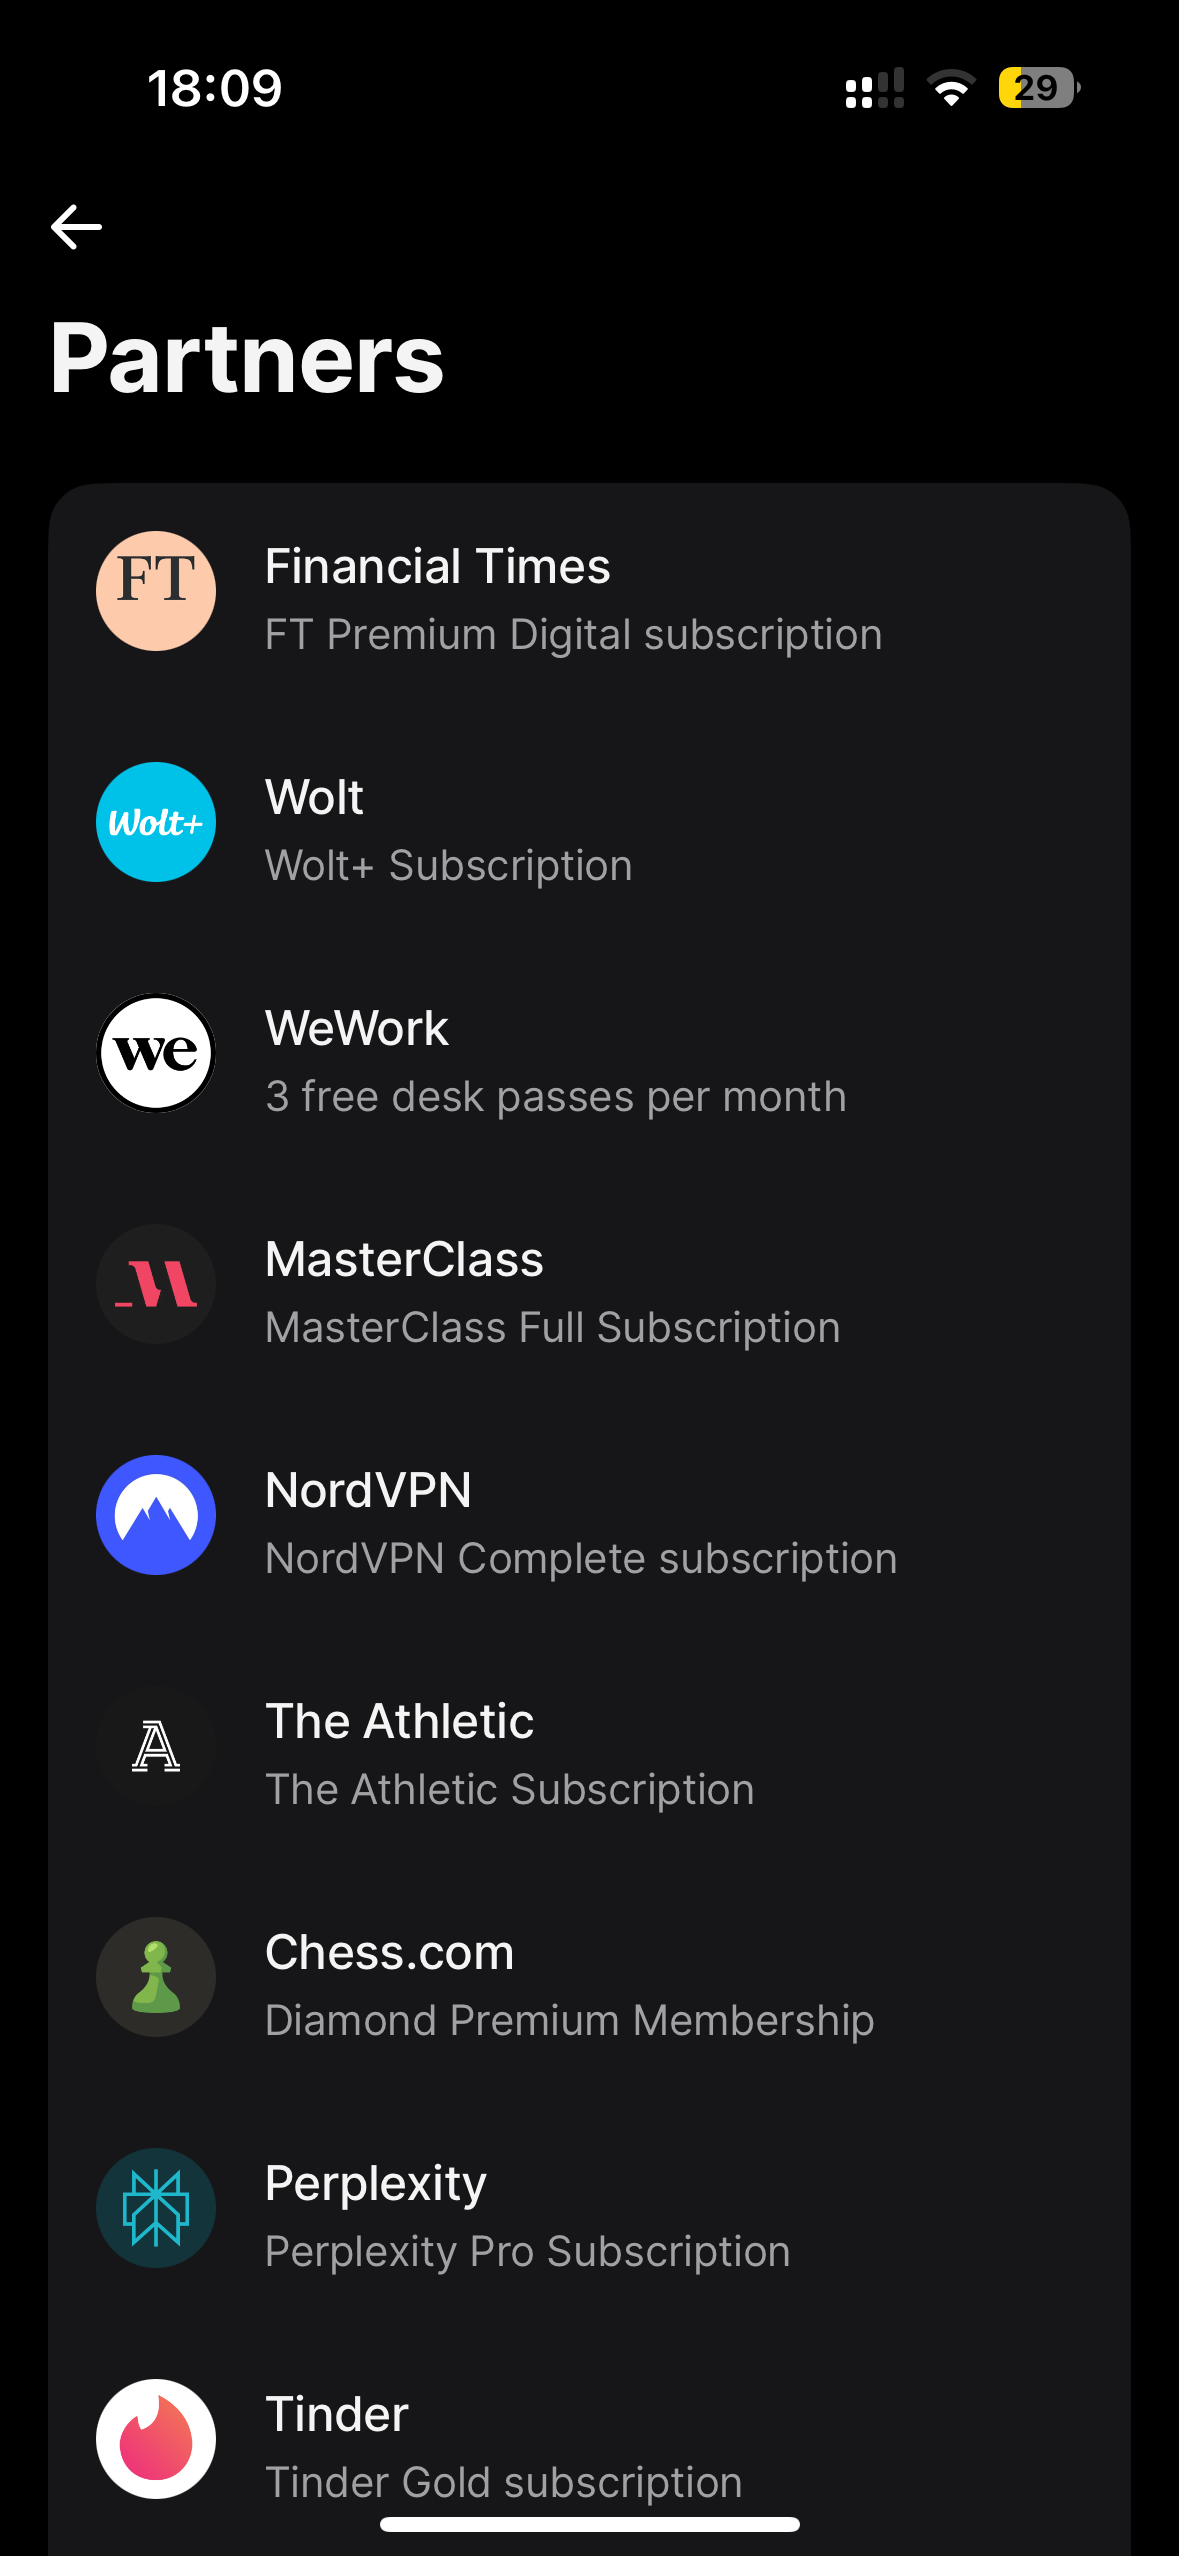 18:09
29
Partners
FT
Financial Times
FT Premium Digital subscription
Wolt+
Wolt
Wolt+ Subscription
we
WeWork
3 free desk passes per month
MasterClass
MasterClass Full Subscription
NordVPN
NordVPN Complete subscription
A
The Athletic
The Athletic Subscription
Chess.com
Diamond Premium Membership
Perplexity
Perplexity Pro Subscription
Tinder
Tinder Gold subscription